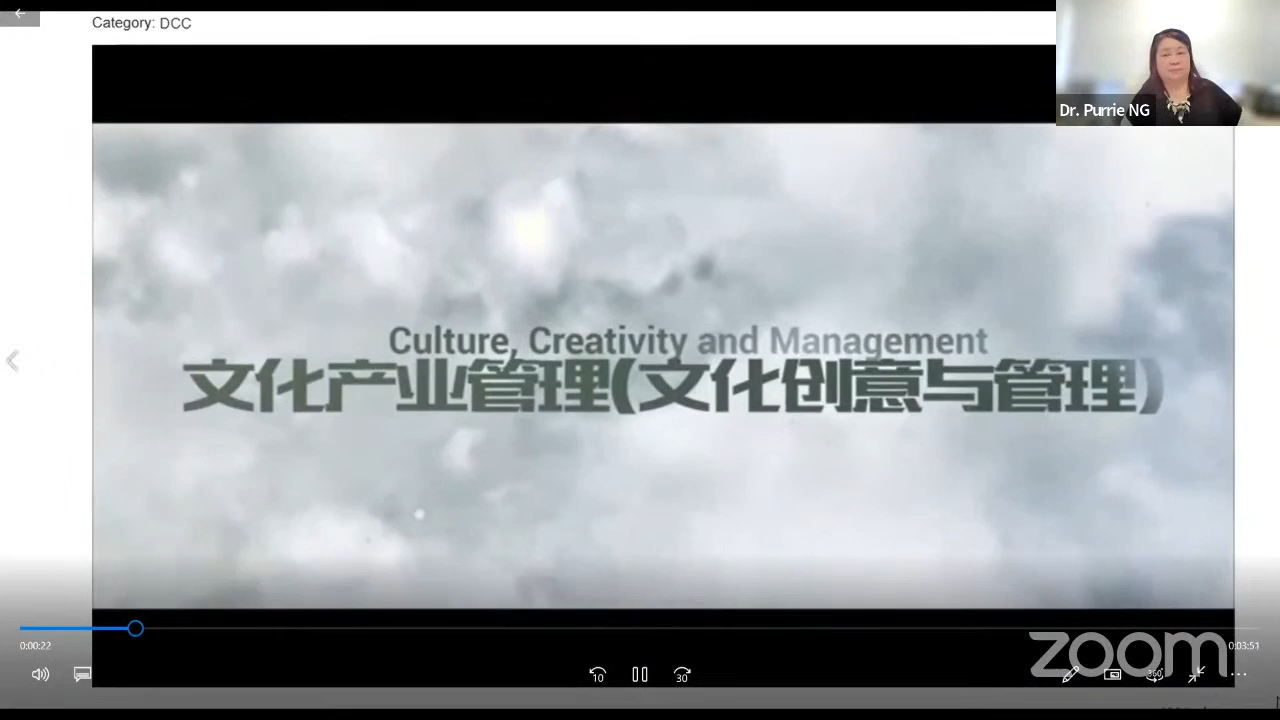 Category: DCC
Dr. Purrie NG
Culture, Creativity and Management
文化产业管理(文化创意与管理)
0:00:22
0:03:51
10
30
360
zoom